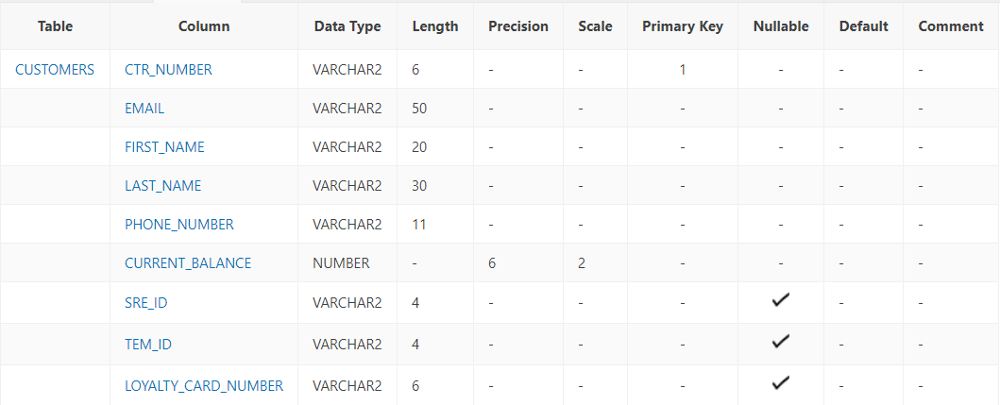 Table Column Data Type Length Precision Scale Primary Key Nullable Default Comment
CUSTOMERS CTR_NUMBER VARCHAR2 6 - - 1 - - -
EMAIL VARCHAR2 50 - - - - - -
FIRST_NAME VARCHAR2 20 - - - - - -
LAST_NAME VARCHAR2 30 - - - - - -
PHONE_NUMBER VARCHAR2 11 - - - - - -
CURRENT_BALANCE NUMBER - 6 2 - - - -
SRE_ID VARCHAR2 4 - - - ✓ - -
TEM_ID VARCHAR2 4 - - - ✓ - -
LOYALTY_CARD_NUMBER VARCHAR2 6 - - - ✓ - -